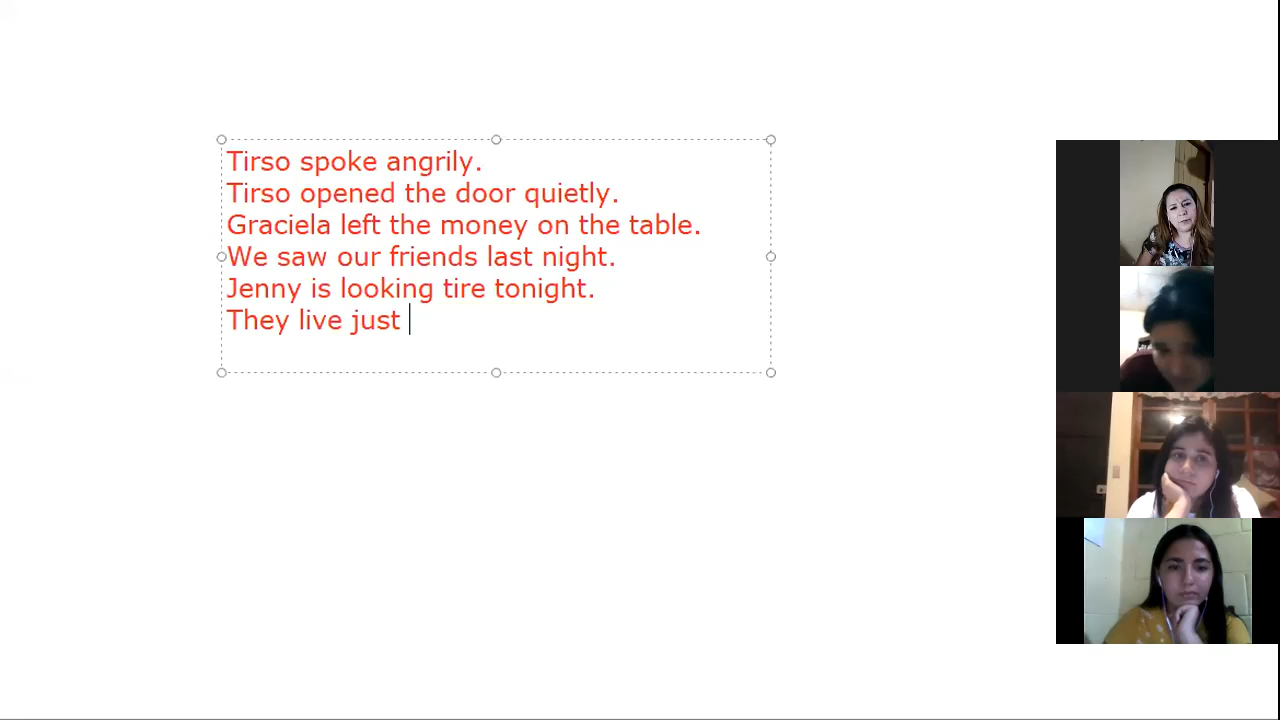 Tirso spoke angrily.
Tirso opened the door quietly.
Graciela left the money on the table.
We saw our friends last night.
Jenny is looking tire tonight.
They live just